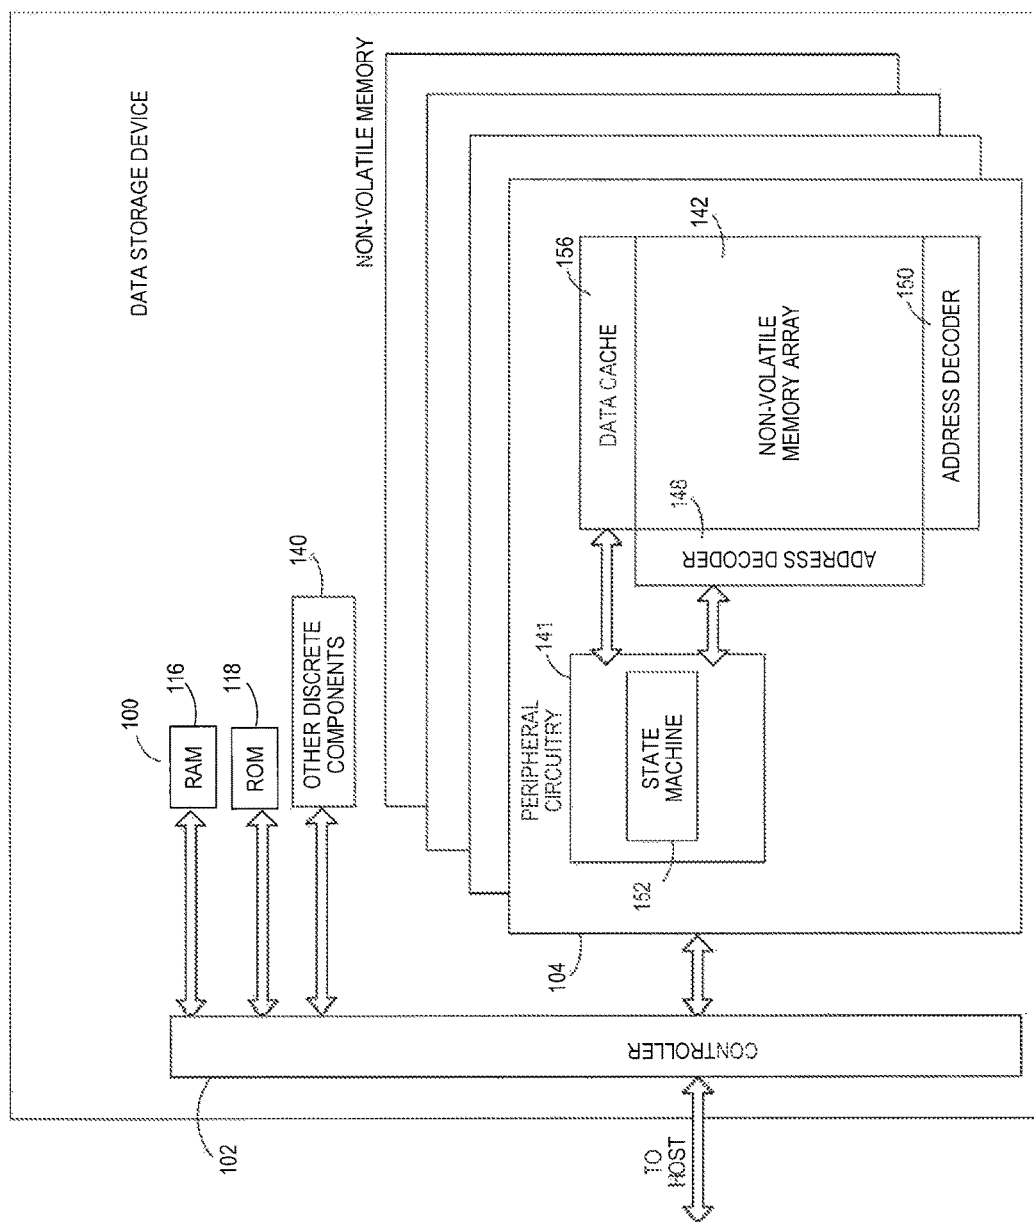 DATA STORAGE DEVICE
100
RAM
116
ROM
118
OTHER DISCRETE
COMPONENTS
140
NON-VOLATILE MEMORY
PERIPHERAL
CIRCUITRY
141
STATE
MACHINE
152
DATA CACHE
156
ADDRESS DECODER
148
NON-VOLATILE
MEMORY ARRAY
142
ADDRESS DECODER
150
104
CONTROLLER
102
TO
HOST